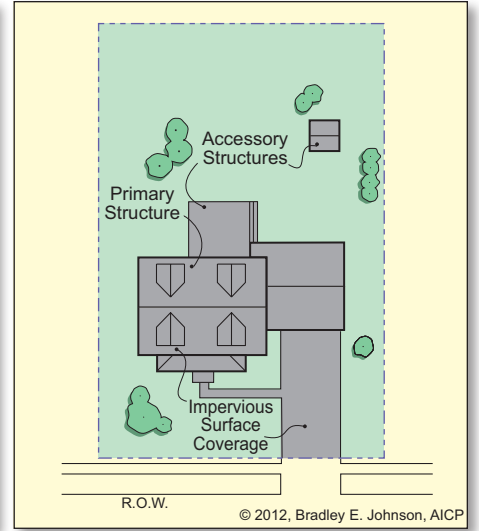 Accessory
Structures
Primary
Structure
Impervious
Surface
Coverage
R.O.W.
© 2012, Bradley E. Johnson, AICP